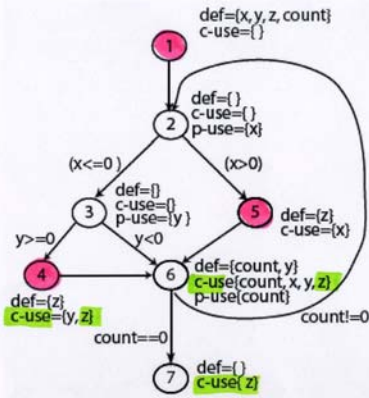 def={x, y, z, count}
c-use={ }
1
def={ }
c-use={ }
p-use={x}
2
(x<=0 )
(x>0)
def={}
c-use={}
p-use={y }
3
5
def={z}
c-use={x}
y>=0
y<0
4
6
def={z}
c-use={y, z}
def={count, y}
c-use{count, x, y, z}
p-use{count}
count!=0
count==0
7
def={ }
c-use{ z}